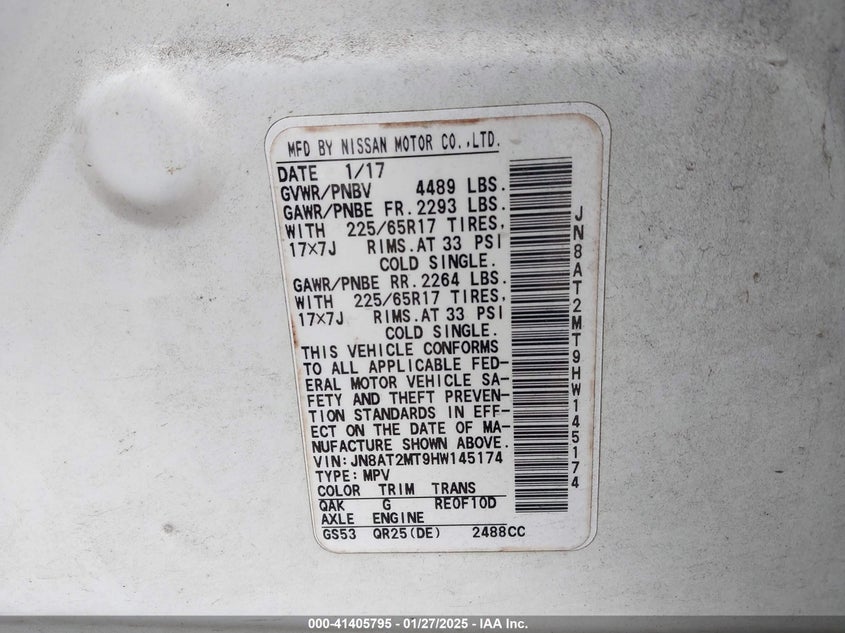 MFD BY NISSAN MOTOR CO.,LTD.
DATE 1/17
GVWR/PNBV 4489 LBS.
GAWR/PNBE FR. 2293 LBS.
WITH 225/65R17 TIRES,
17×7J RIMS.AT 33 PSI
COLD SINGLE.
GAWR/PNBE RR. 2264 LBS.
WITH 225/65R17 TIRES,
17×7J RIMS.AT 33 PSI
COLD SINGLE.
THIS VEHICLE CONFORMS
TO ALL APPLICABLE FED-
ERAL MOTOR VEHICLE SA-
FETY AND THEFT PREVEN-
TION STANDARDS IN EFF-
ECT ON THE DATE OF MA-
NUFACTURE SHOWN ABOVE.
VIN:JN8AT2MT9HW145174
TYPE:MPV
COLOR TRIM TRANS
QAK G RE0F10D
AXLE ENGINE
GS53 QR25(DE) 2488CC
JN8AT2MT9HW145174
000-41405795 - 01/27/2025 - IAA Inc.